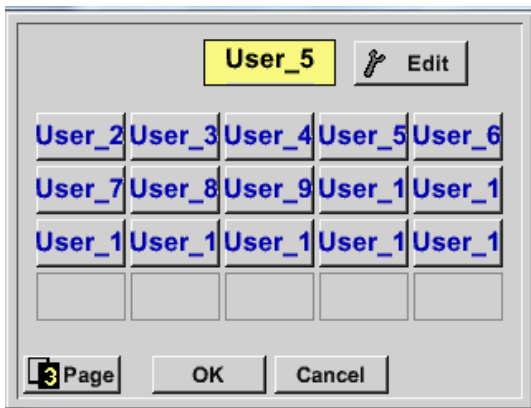 User_5 Edit
User_2 User_3 User_4 User_5 User_6
User_7 User_8 User_9 User_1 User_1
User_1 User_1 User_1 User_1 User_1
3 Page OK Cancel